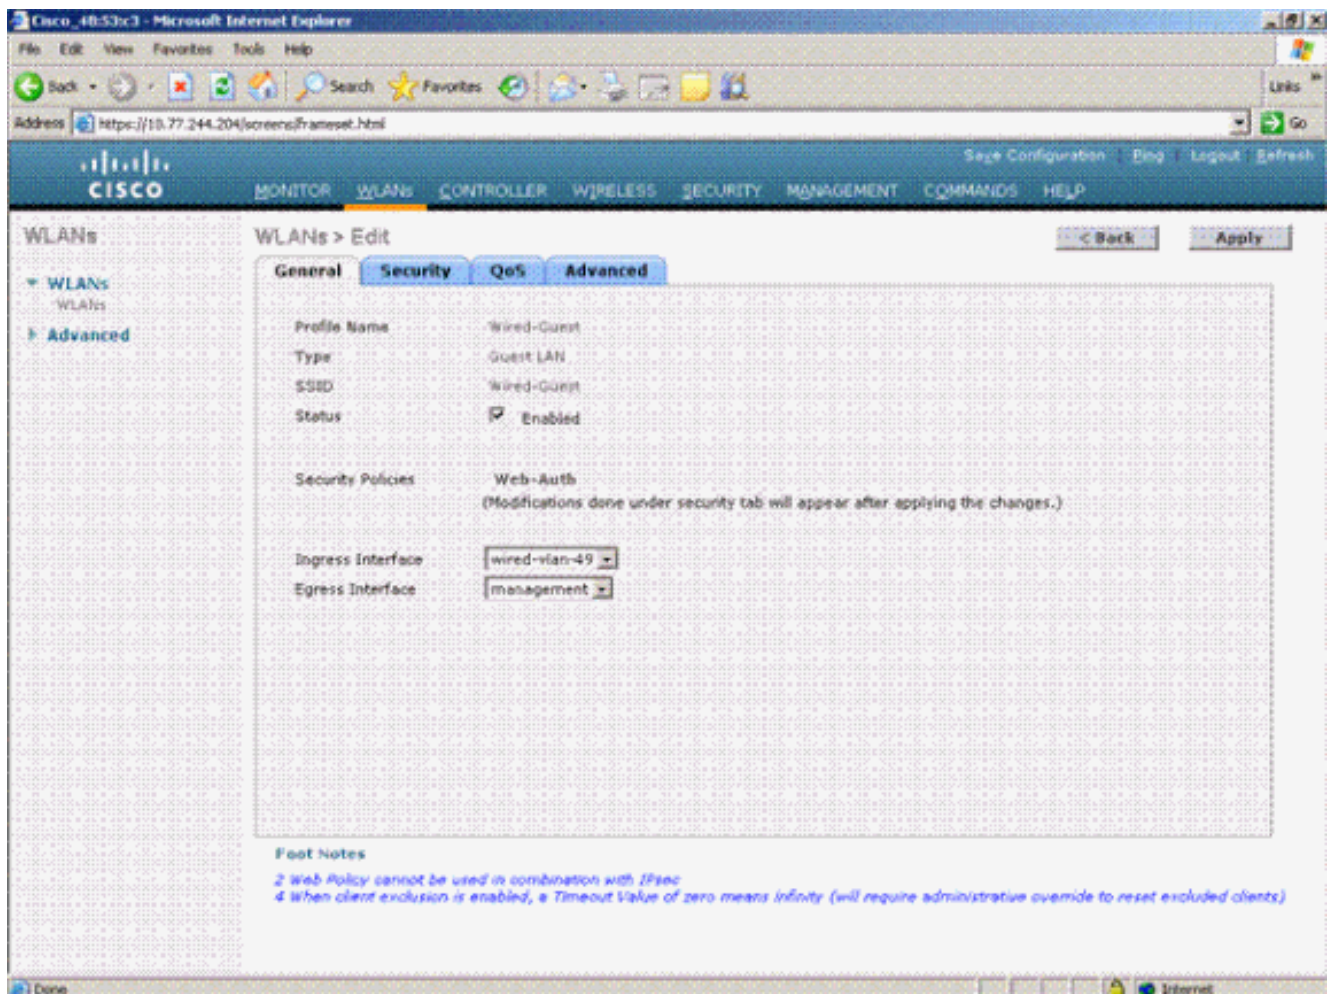 Cisco_48:53:c3 - Microsoft Internet Explorer
File Edit View Favorites Tools Help
Back Search Favorites Links
Address https://10.77.244.204/screens/frameset.html Go
Save Configuration Ping Logout Refresh
CISCO MONITOR WLANs CONTROLLER WIRELESS SECURITY MANAGEMENT COMMANDS HELP
WLANs
WLANs > Edit
< Back Apply
WLANs
WLANs
Advanced
General Security QoS Advanced
Profile Name Wired-Guest
Type Guest LAN
SSID Wired-Guest
Status Enabled
Security Policies Web-Auth
(Modifications done under security tab will appear after applying the changes.)
Ingress Interface wired-vlan-49
Egress Interface management
Foot Notes
2 Web Policy cannot be used in combination with IPsec
4 When client exclusion is enabled, a Timeout Value of zero means infinity (will require administrative override to reset excluded clients)
Done Internet